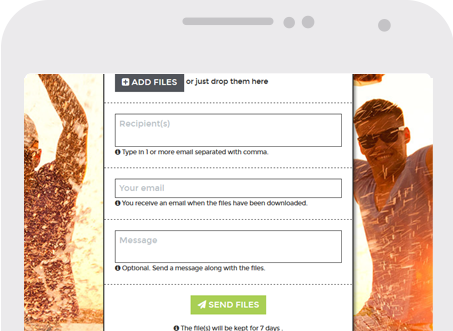 ADD FILES or just drop them here
Recipient(s)
Type in 1 or more email separated with comma.
Your email
You receive an email when the files have been downloaded.
Message
Optional. Send a message along with the files.
SEND FILES
The file(s) will be kept for 7 days .